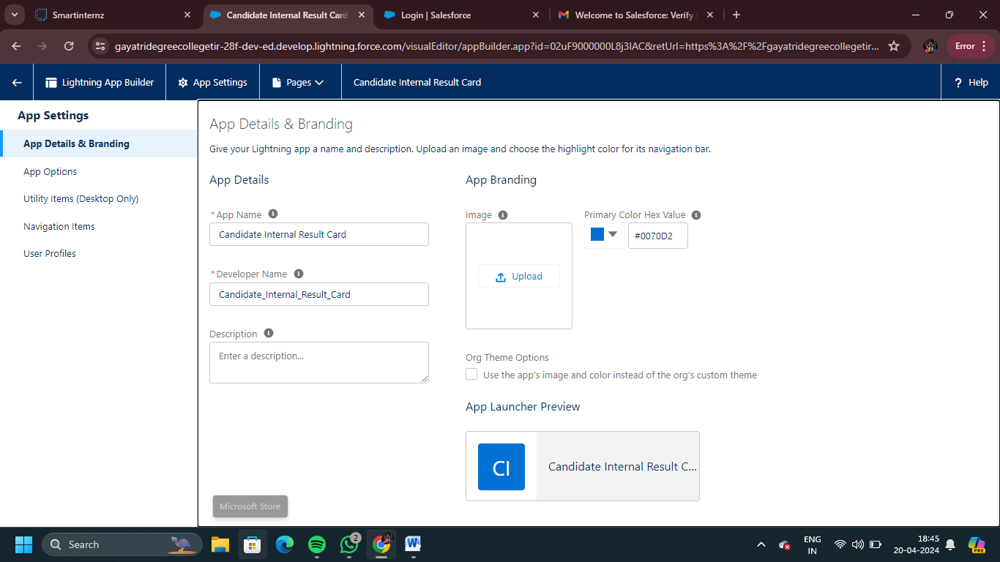 Smartinternz
Candidate Internal Result Card
Login | Salesforce
Welcome to Salesforce: Verify
gayatridegreecollegetir-28f-dev-ed.develop.lightning.force.com/visualEditor/appBuilder.app?id=02uF9000000L8j3IAC&retUrl=https%3A%2F%2Fgayatridegreecollegetir...
Error
Lightning App Builder
App Settings
Pages
Candidate Internal Result Card
? Help
App Settings
App Details & Branding
App Options
Utility Items (Desktop Only)
Navigation Items
User Profiles
App Details & Branding
Give your Lightning app a name and description. Upload an image and choose the highlight color for its navigation bar.
App Details
*App Name
Candidate Internal Result Card
*Developer Name
Candidate_Internal_Result_Card
Description
Enter a description...
App Branding
Image
Upload
Primary Color Hex Value
#0070D2
Org Theme Options
Use the app's image and color instead of the org's custom theme
App Launcher Preview
CI
Candidate Internal Result C...
Microsoft Store
Search
2
W
ENG
IN
18:45
20-04-2024
PRE